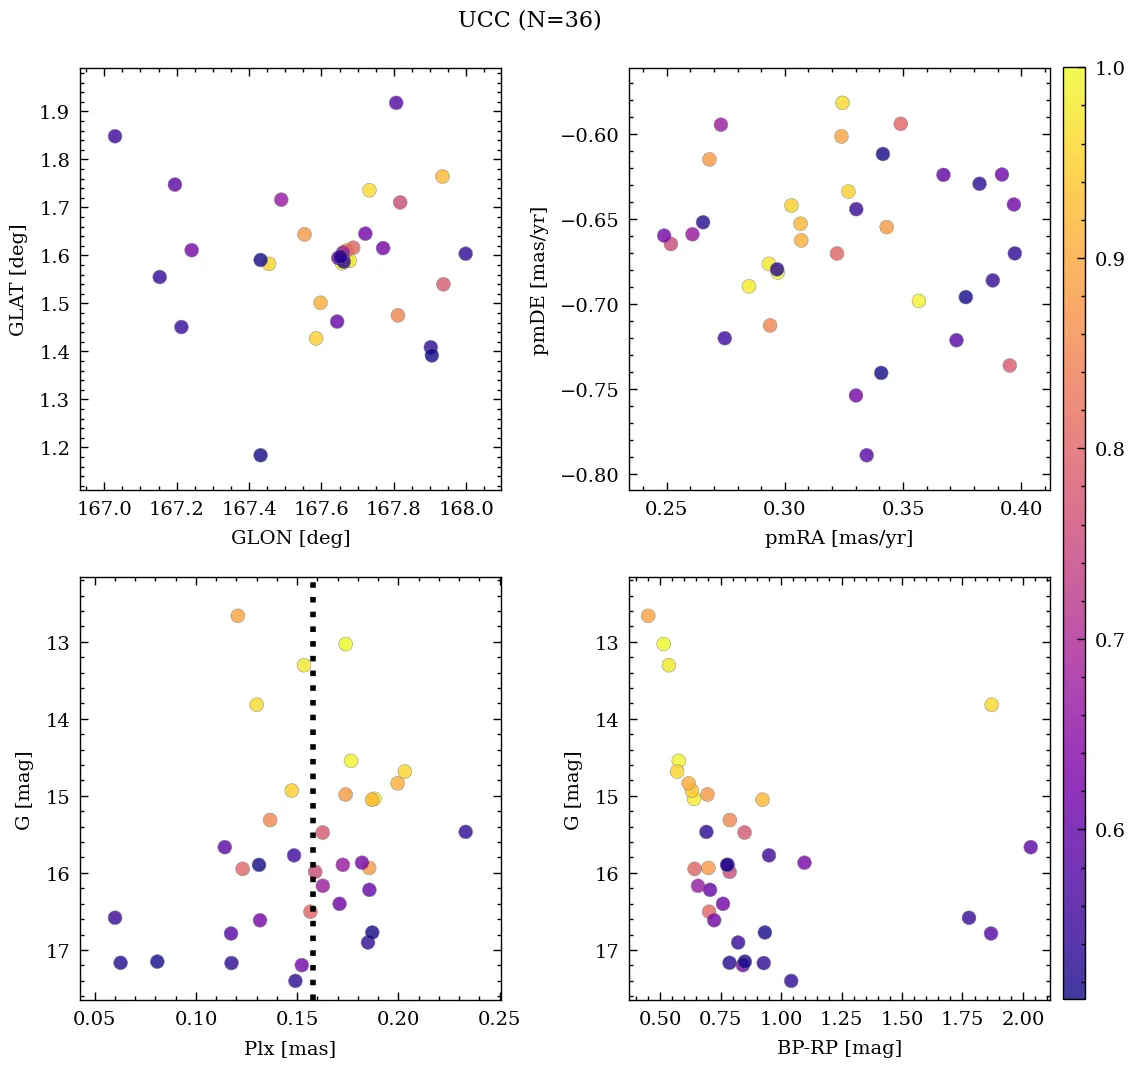 UCC (N=36)
1.9
1.8
1.7
1.6
1.5
1.4
1.3
1.2
GLAT [deg]
167.0 167.2 167.4 167.6 167.8 168.0
GLON [deg]
−0.60
−0.65
−0.70
−0.75
−0.80
pmDE [mas/yr]
0.25 0.30 0.35 0.40
pmRA [mas/yr]
13
14
15
16
17
G [mag]
0.05 0.10 0.15 0.20 0.25
Plx [mas]
13
14
15
16
17
G [mag]
0.50 0.75 1.00 1.25 1.50 1.75 2.00
BP-RP [mag]
1.0
0.9
0.8
0.7
0.6